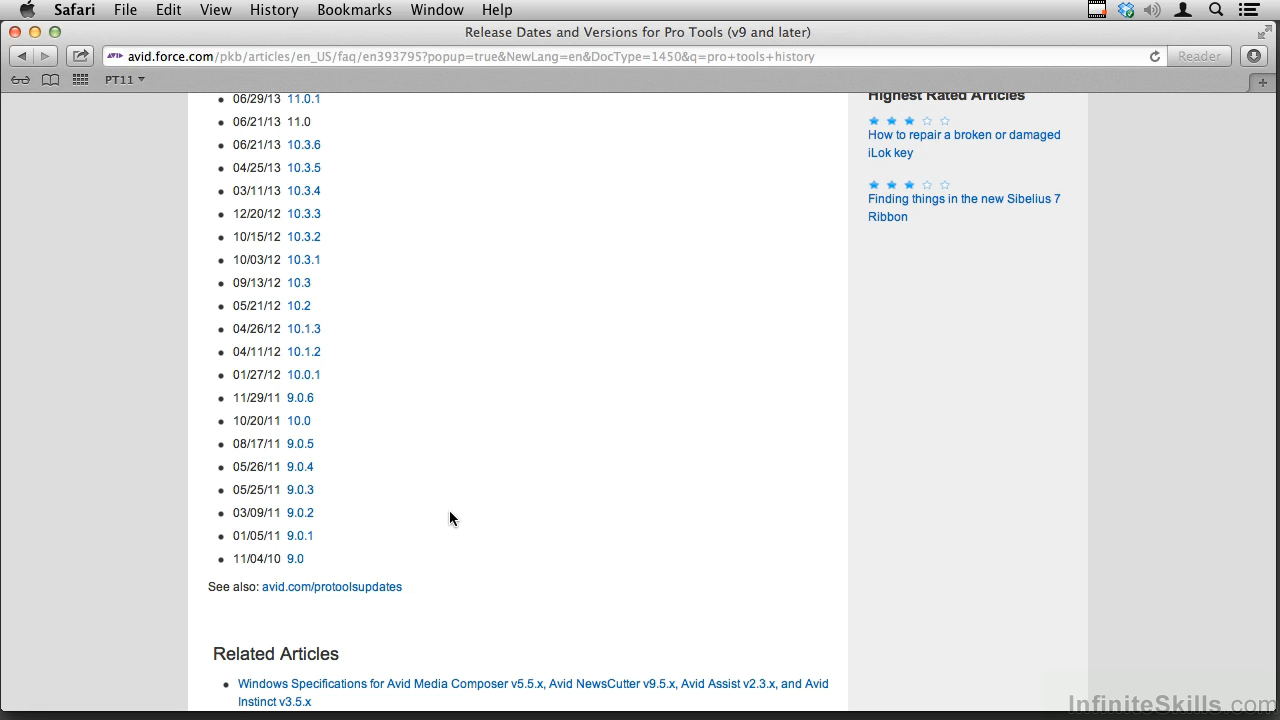 Safari File Edit View History Bookmarks Window Help
Release Dates and Versions for Pro Tools (v9 and later)
avid.force.com/pkb/articles/en_US/faq/en393795?popup=true&NewLang=en&DocType=1450&q=pro+tools+history
Reader
PT11
06/29/13 11.0.1
06/21/13 11.0
06/21/13 10.3.6
04/25/13 10.3.5
03/11/13 10.3.4
12/20/12 10.3.3
10/15/12 10.3.2
10/03/12 10.3.1
09/13/12 10.3
05/21/12 10.2
04/26/12 10.1.3
04/11/12 10.1.2
01/27/12 10.0.1
11/29/11 9.0.6
10/20/11 10.0
08/17/11 9.0.5
05/26/11 9.0.4
05/25/11 9.0.3
03/09/11 9.0.2
01/05/11 9.0.1
11/04/10 9.0
See also: avid.com/protoolsupdates
Related Articles
Windows Specifications for Avid Media Composer v5.5.x, Avid NewsCutter v9.5.x, Avid Assist v2.3.x, and Avid
Instinct v3.5.x
Highest Rated Articles
How to repair a broken or damaged
iLok key
Finding things in the new Sibelius 7
Ribbon
InfiniteSkills.com